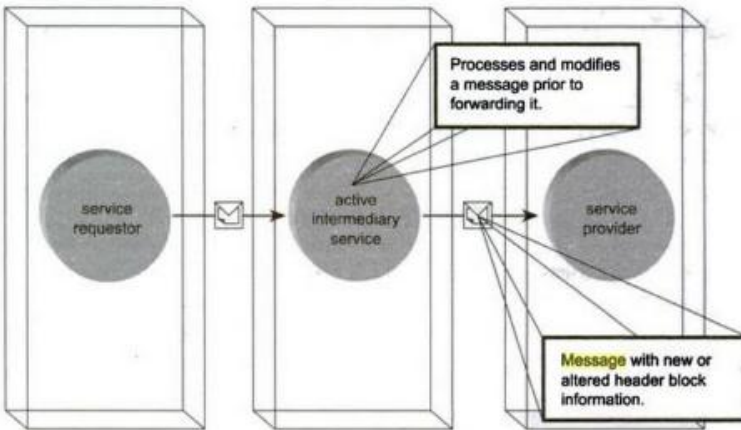 Processes and modifies
a message prior to
forwarding it.
service
requestor
active
intermediary
service
service
provider
Message with new or
altered header block
information.